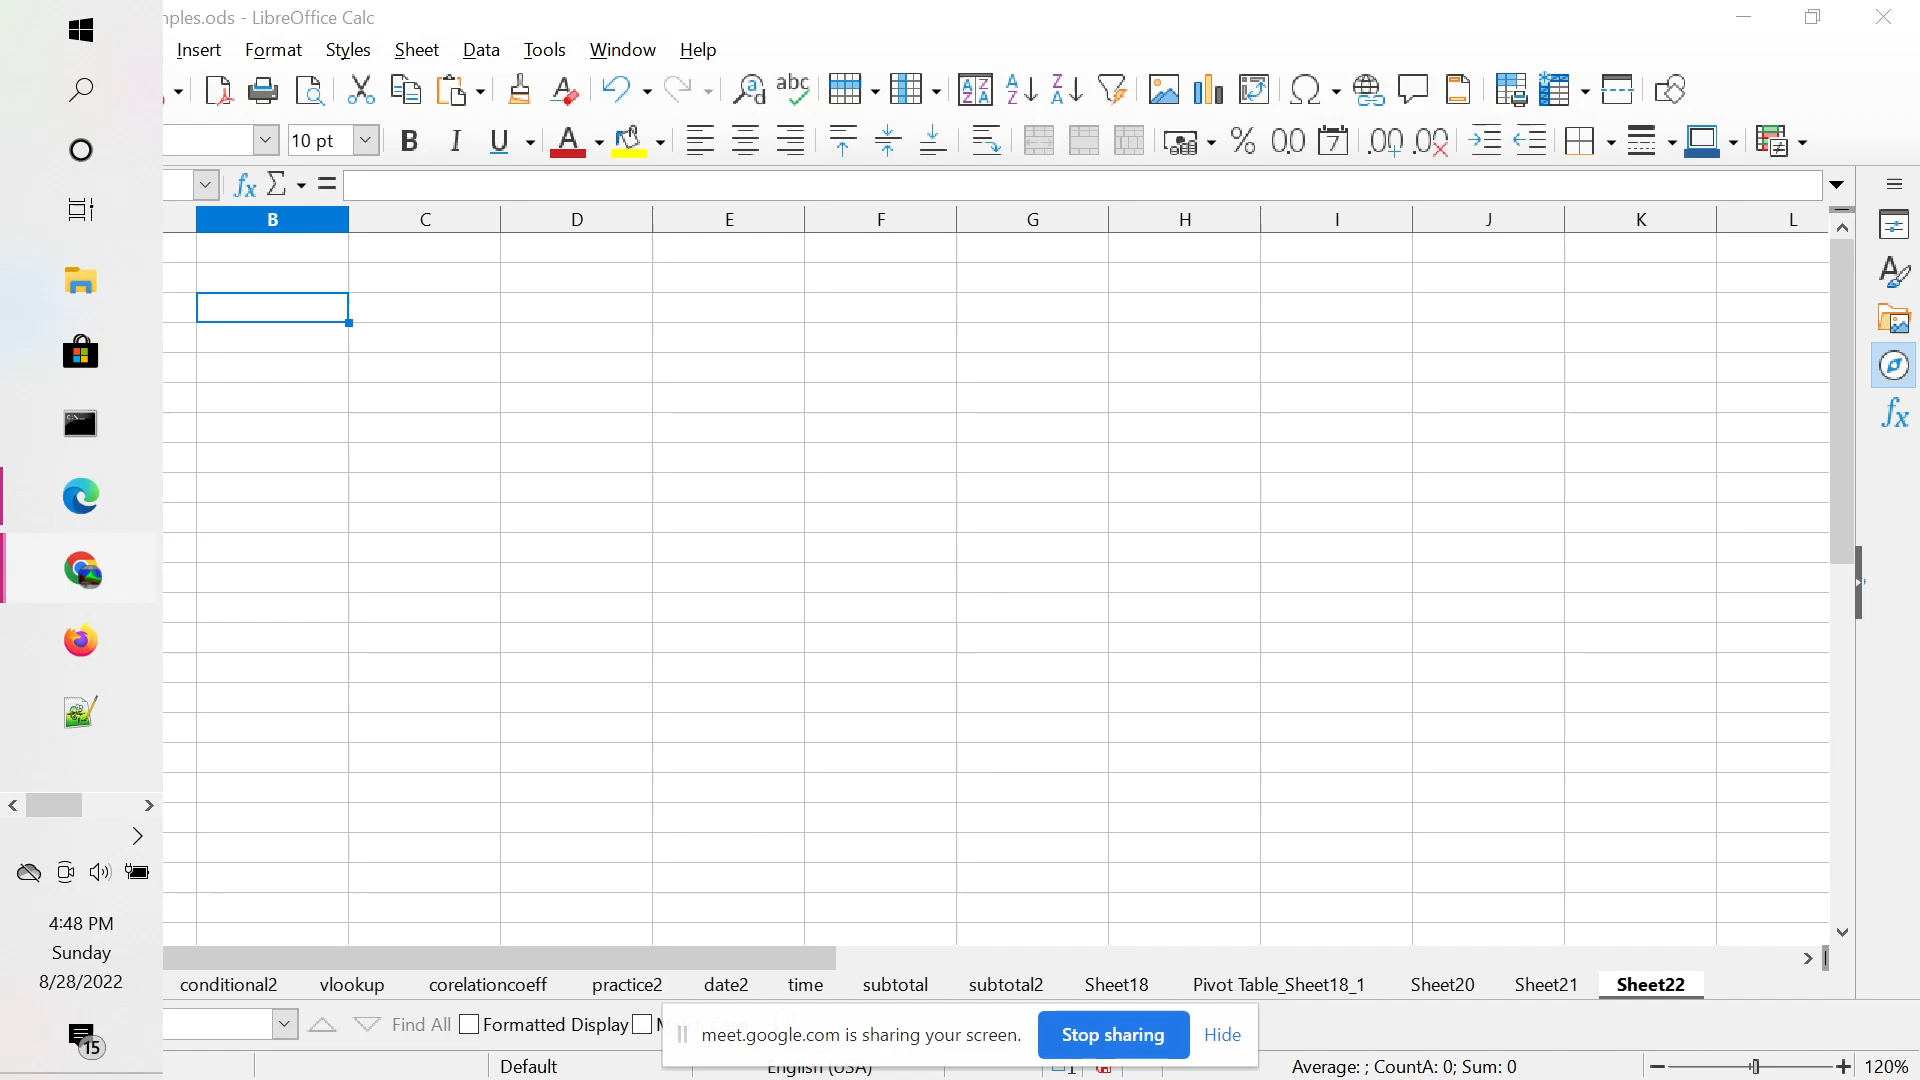 ples.ods - LibreOffice Calc
Insert Format Styles Sheet Data Tools Window Help
10 pt
B C D E F G H I J K L
4:48 PM
Sunday
8/28/2022
15
conditional2 vlookup corelationcoeff practice2 date2 time subtotal subtotal2 Sheet18 Pivot Table_Sheet18_1 Sheet20 Sheet21 Sheet22
Find All Formatted Display
meet.google.com is sharing your screen. Stop sharing Hide
Default English (USA) Average: ; CountA: 0; Sum: 0 120%